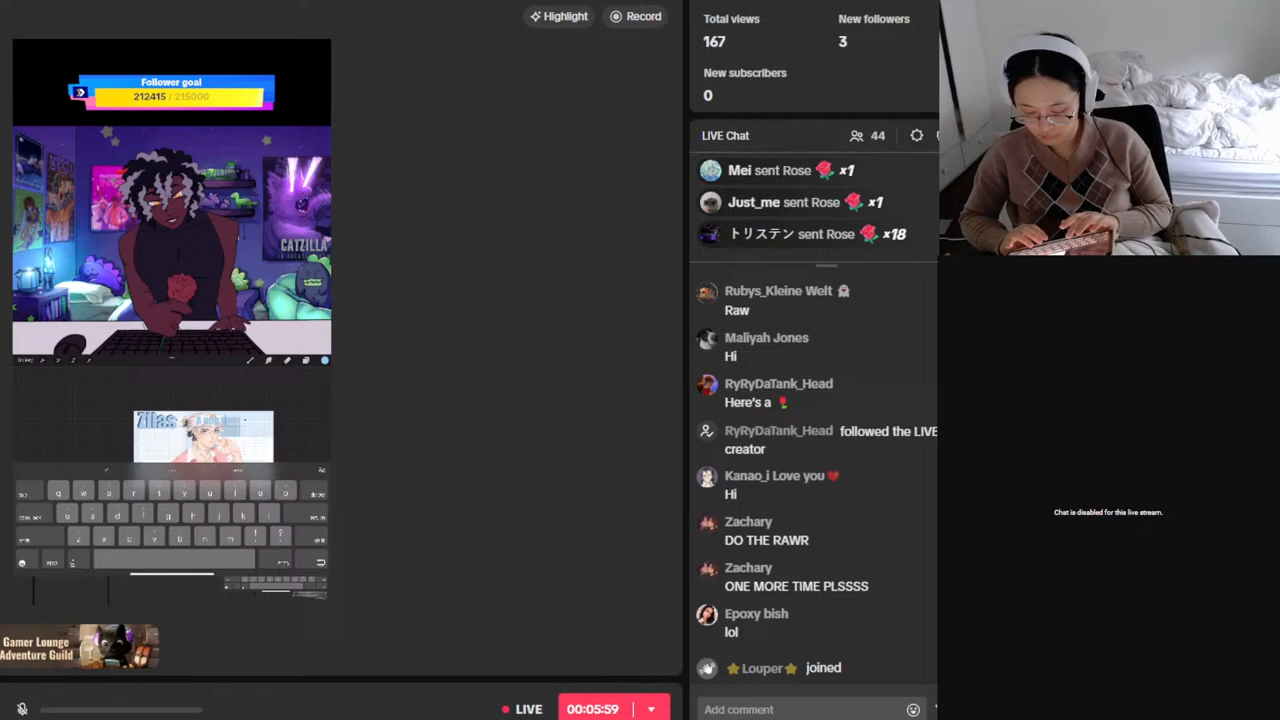 Highlight
Record
Follower goal
212415 / 215000
CATZILLA
Zilas
q w e r t y u i o p
a s d f g h j k l
z x c v b n m
Gamer Lounge
Adventure Guild
LIVE
00:05:59
Total views
167
New followers
3
New subscribers
0
LIVE Chat
44
Mei sent Rose x1
Just_me sent Rose x1
トリステン sent Rose x18
Rubys_Kleine Welt
Raw
Maliyah Jones
Hi
RyRyDaTank_Head
Here's a
RyRyDaTank_Head followed the LIVE
creator
Kanao_i Love you
Hi
Zachary
DO THE RAWR
Zachary
ONE MORE TIME PLSSSS
Epoxy bish
lol
Louper joined
Add comment
Chat is disabled for this live stream.